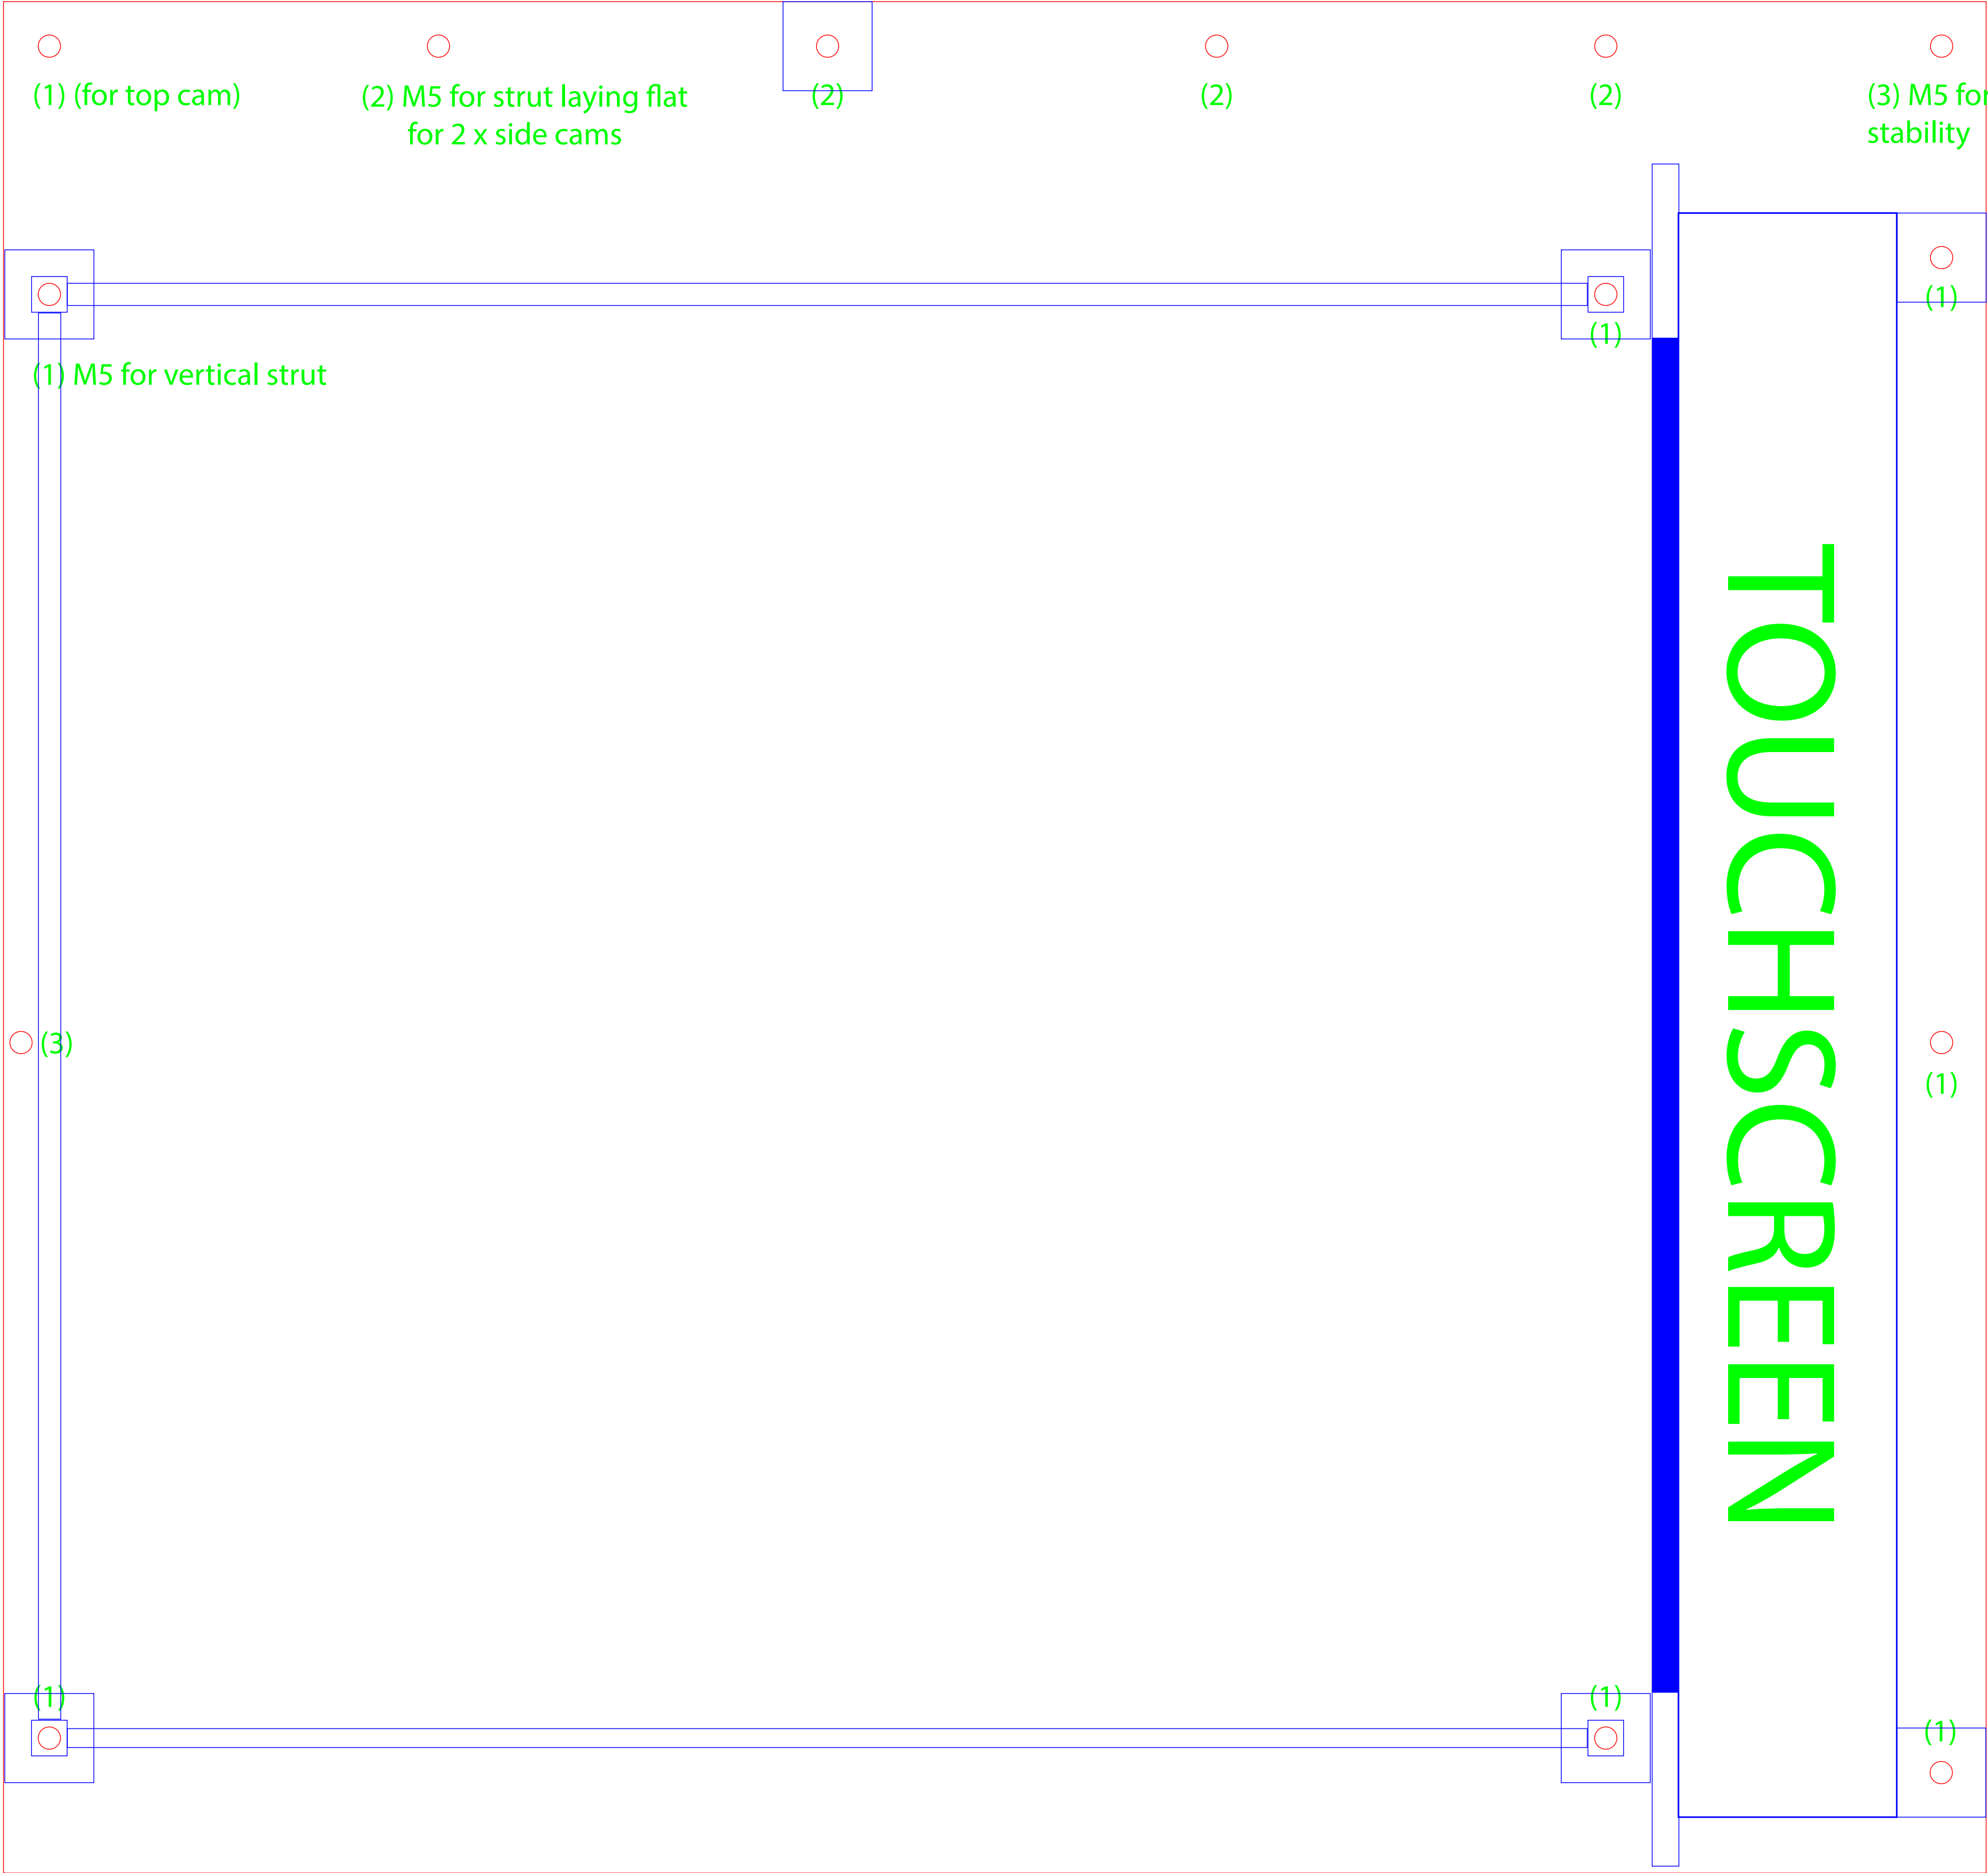 (1) (for top cam)
(2) M5 for strut laying flat
for 2 x side cams
(2)
(2)
(2)
(3) M5 for
stability
(1)
(1)
(1) M5 for vertical strut
TOUCHSCREEN
(3)
(1)
(1)
(1)
(1)